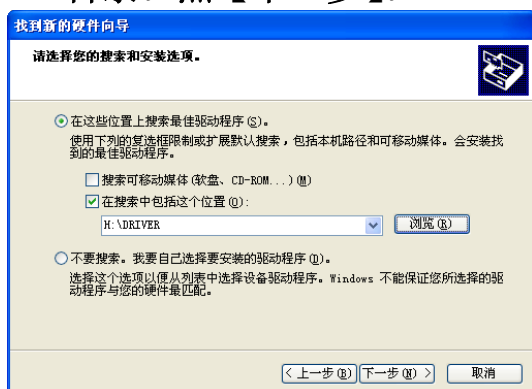 找到新的硬件向导
请选择您的搜索和安装选项。
在这些位置上搜索最佳驱动程序(S)。
使用下列的复选框限制或扩展默认搜索，包括本机路径和可移动媒体。会安装找
到的最佳驱动程序。
搜索可移动媒体(软盘、CD-ROM...)(M)
在搜索中包括这个位置(O):
H:\DRIVER
浏览(R)
不要搜索。我要自己选择要安装的驱动程序(D)。
选择这个选项以便从列表中选择设备驱动程序。Windows 不能保证您所选择的驱
动程序与您的硬件最匹配。
< 上一步(B) 下一步(N) > 取消